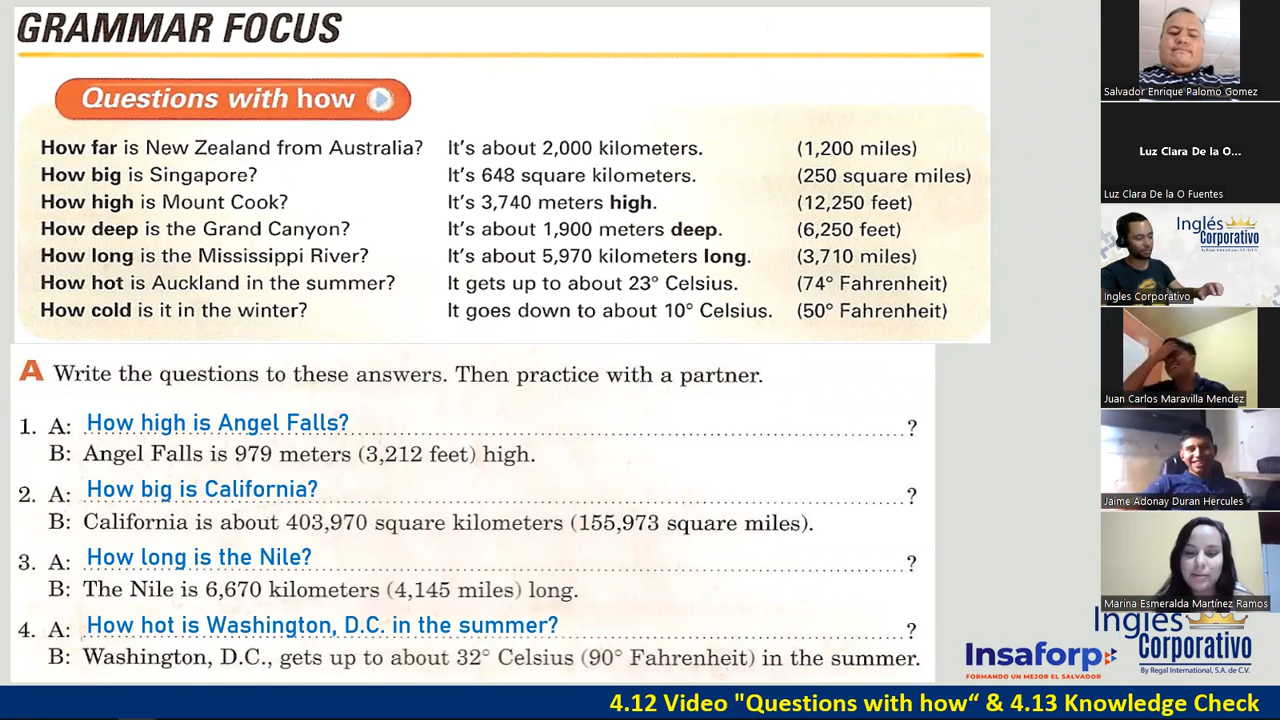 GRAMMAR FOCUS
Questions with how
How far is New Zealand from Australia? It's about 2,000 kilometers. (1,200 miles)
How big is Singapore? It's 648 square kilometers. (250 square miles)
How high is Mount Cook? It's 3,740 meters high. (12,250 feet)
How deep is the Grand Canyon? It's about 1,900 meters deep. (6,250 feet)
How long is the Mississippi River? It's about 5,970 kilometers long. (3,710 miles)
How hot is Auckland in the summer? It gets up to about 23° Celsius. (74° Fahrenheit)
How cold is it in the winter? It goes down to about 10° Celsius. (50° Fahrenheit)
A Write the questions to these answers. Then practice with a partner.
1. A: How high is Angel Falls? ?
B: Angel Falls is 979 meters (3,212 feet) high.
2. A: How big is California? ?
B: California is about 403,970 square kilometers (155,973 square miles).
3. A: How long is the Nile? ?
B: The Nile is 6,670 kilometers (4,145 miles) long.
4. A: How hot is Washington, D.C. in the summer? ?
B: Washington, D.C., gets up to about 32° Celsius (90° Fahrenheit) in the summer.
Salvador Enrique Palomo Gomez
Luz Clara De la O...
Luz Clara De la O Fuentes
Inglés
Corporativo
By Regal International, S.A. de C.V.
Ingles Corporativo
Juan Carlos Maravilla Mendez
Jaime Adonay Duran Hercules
Marina Esmeralda Martínez Ramos
Inglés
Corporativo
By Regal International, S.A. de C.V.
Insaforp
FORMANDO UN MEJOR EL SALVADOR
4.12 Video "Questions with how“ & 4.13 Knowledge Check